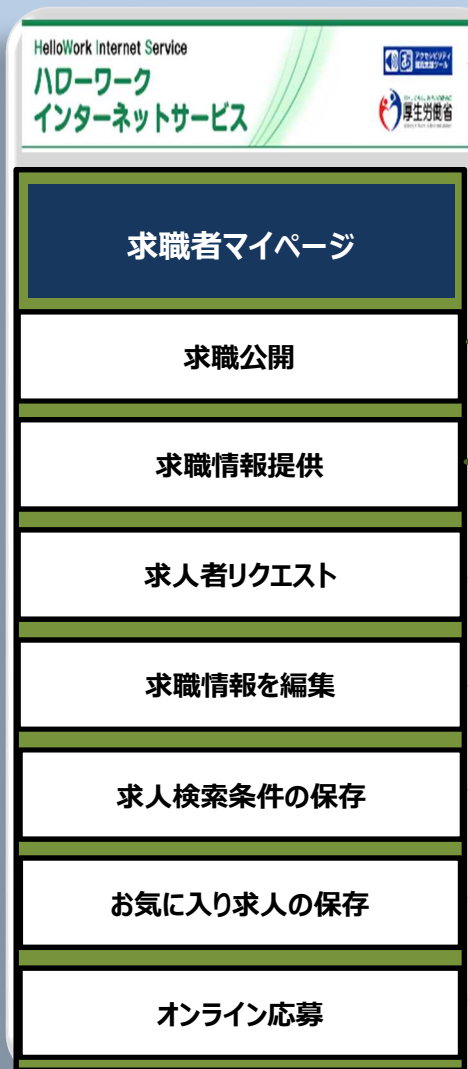 HelloWork Internet Service
ハローワーク
インターネットサービス
厚生労働省
求職者マイページ
求職公開
求職情報提供
求人者リクエスト
求職情報を編集
求人検索条件の保存
お気に入り求人の保存
オンライン応募